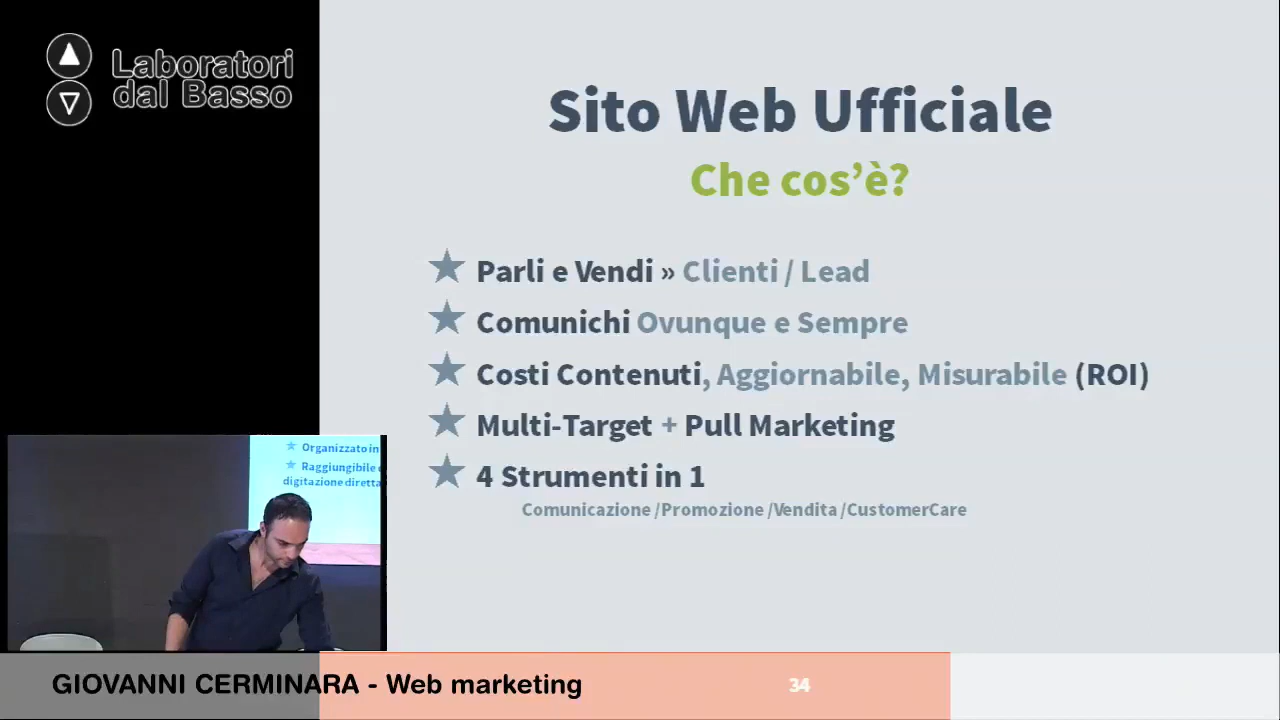 Laboratori
dal Basso
Sito Web Ufficiale
Che cos’è?
Parli e Vendi » Clienti / Lead
Comunichi Ovunque e Sempre
Costi Contenuti, Aggiornabile, Misurabile (ROI)
Multi-Target + Pull Marketing
4 Strumenti in 1
Comunicazione /Promozione /Vendita /CustomerCare
Organizzato in
Raggiungibile
digitazione diretta
GIOVANNI CERMINARA - Web marketing
34